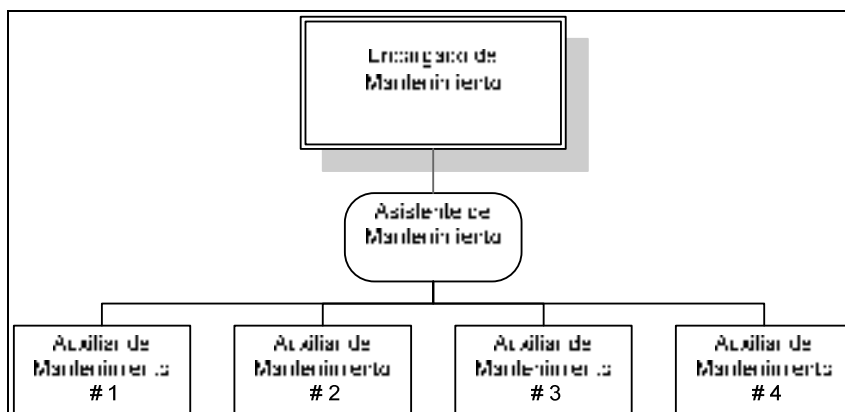 Encargado de
Mantenimiento
Asistente de
Mantenimiento
Auxiliar de
Mantenimiento
# 1
Auxiliar de
Mantenimiento
# 2
Auxiliar de
Mantenimiento
# 3
Auxiliar de
Mantenimiento
# 4